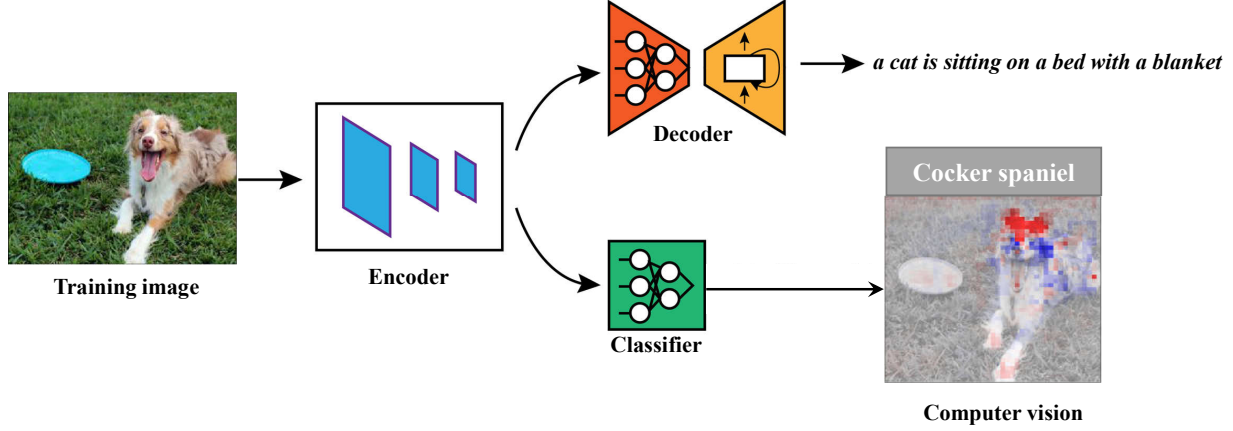 Decoder
a cat is sitting on a bed with a blanket
Training image
Encoder
Cocker spaniel
Classifier
Computer vision